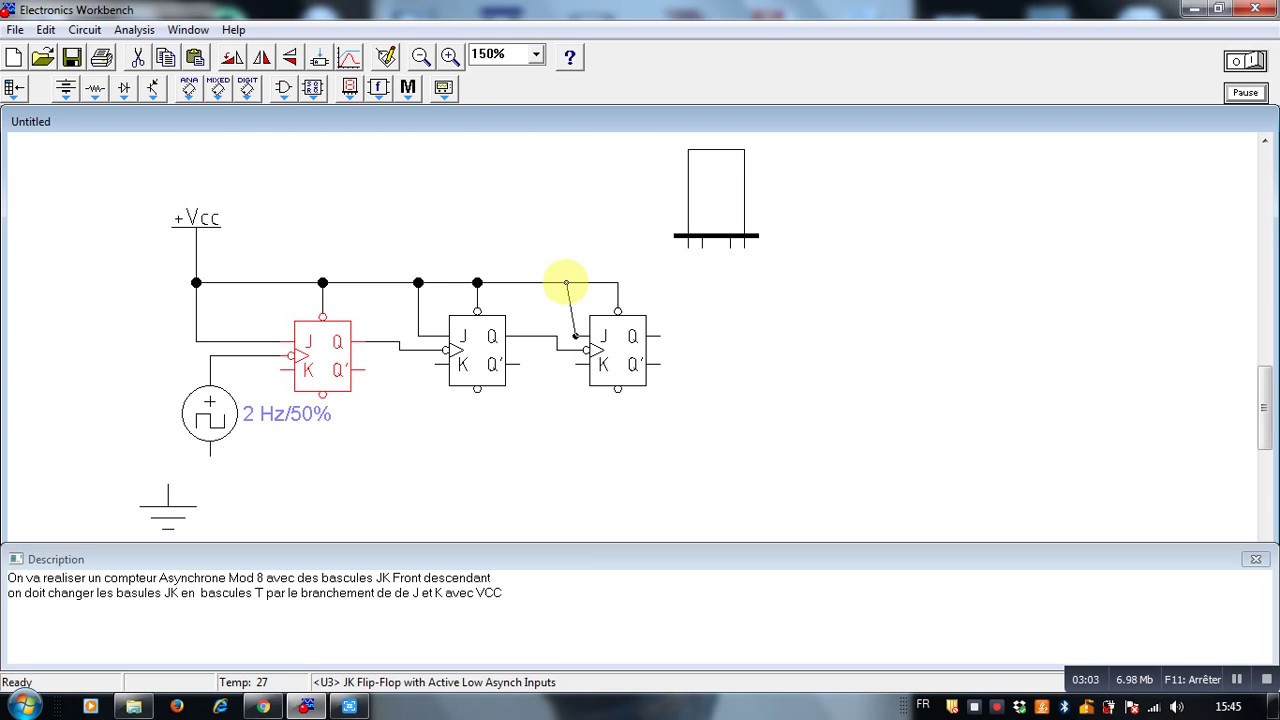 Electronics Workbench
File Edit Circuit Analysis Window Help
150% ?
ANA MIXED DIGIT M
Pause
Untitled
+Vcc
J Q
K Q'
J Q
K Q'
J Q
K Q'
+
2 Hz/50%
Description
On va realiser un compteur Asynchrone Mod 8 avec des bascules JK Front descendant
on doit changer les basules JK en bascules T par le branchement de de J et K avec VCC
Ready Temp: 27 <U3> JK Flip-Flop with Active Low Asynch Inputs
03:03 6.98 Mb F11: Arrêter
FR 15:45